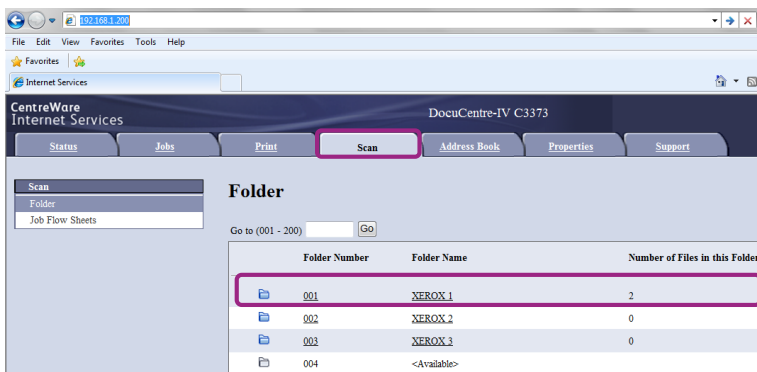 192.168.1.200
File Edit View Favorites Tools Help
Favorites
Internet Services
CentreWare
Internet Services
DocuCentre-IV C3373
Status Jobs Print Scan Address Book Properties Support
Scan
Folder
Job Flow Sheets
Folder
Go to (001 - 200) Go
Folder Number Folder Name Number of Files in this Folder
001 XEROX 1 2
002 XEROX 2 0
003 XEROX 3 0
004 <Available>